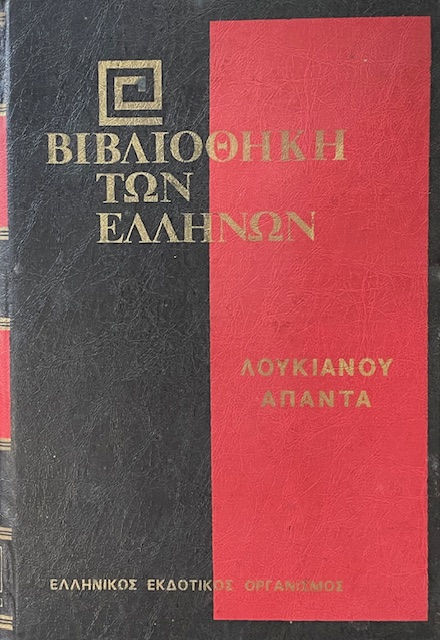 ΒΙΒΛΙΟΘΗΚΗ
ΤΩΝ
ΕΛΛΗΝΩΝ
ΛΟΥΚΙΑΝΟΥ
ΑΠΑΝΤΑ
ΕΛΛΗΝΙΚΟΣ ΕΚΔΟΤΙΚΟΣ ΟΡΓΑΝΙΣΜΟΣ